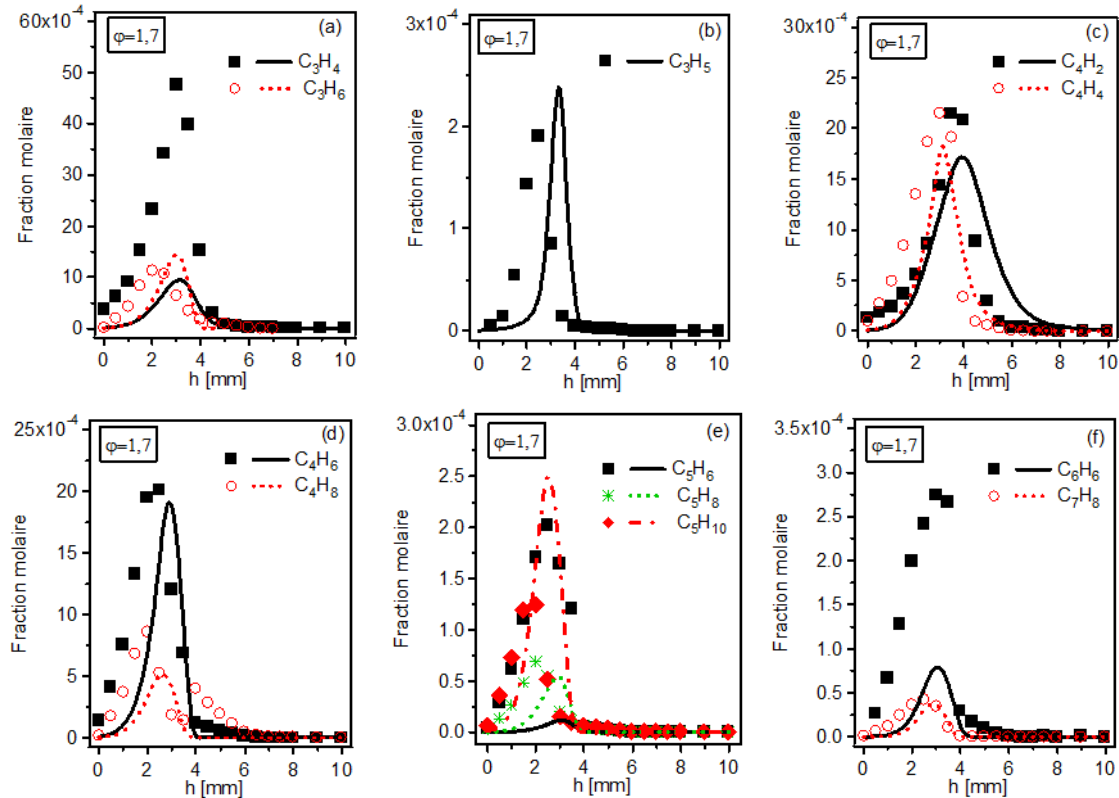 60x10⁻⁴
(a)
φ=1,7
C₃H₄
C₃H₆
50
40
30
20
10
0
Fraction molaire
0 2 4 6 8 10
h [mm]
3x10⁻⁴
(b)
φ=1,7
C₃H₅
2
1
0
Fraction molaire
0 2 4 6 8 10
h [mm]
30x10⁻⁴
(c)
φ=1,7
C₄H₂
C₄H₄
25
20
15
10
5
0
Fraction molaire
0 2 4 6 8 10
h [mm]
25x10⁻⁴
(d)
φ=1,7
C₄H₆
C₄H₈
20
15
10
5
0
Fraction molaire
0 2 4 6 8 10
h [mm]
3.0x10⁻⁴
(e)
φ=1,7
C₅H₆
C₅H₈
C₅H₁₀
2.5
2.0
1.5
1.0
0.5
0.0
Fraction molaire
0 2 4 6 8 10
h [mm]
3.5x10⁻⁴
(f)
φ=1,7
C₆H₆
C₇H₈
3.0
2.5
2.0
1.5
1.0
0.5
0.0
Fraction molaire
0 2 4 6 8 10
h [mm]